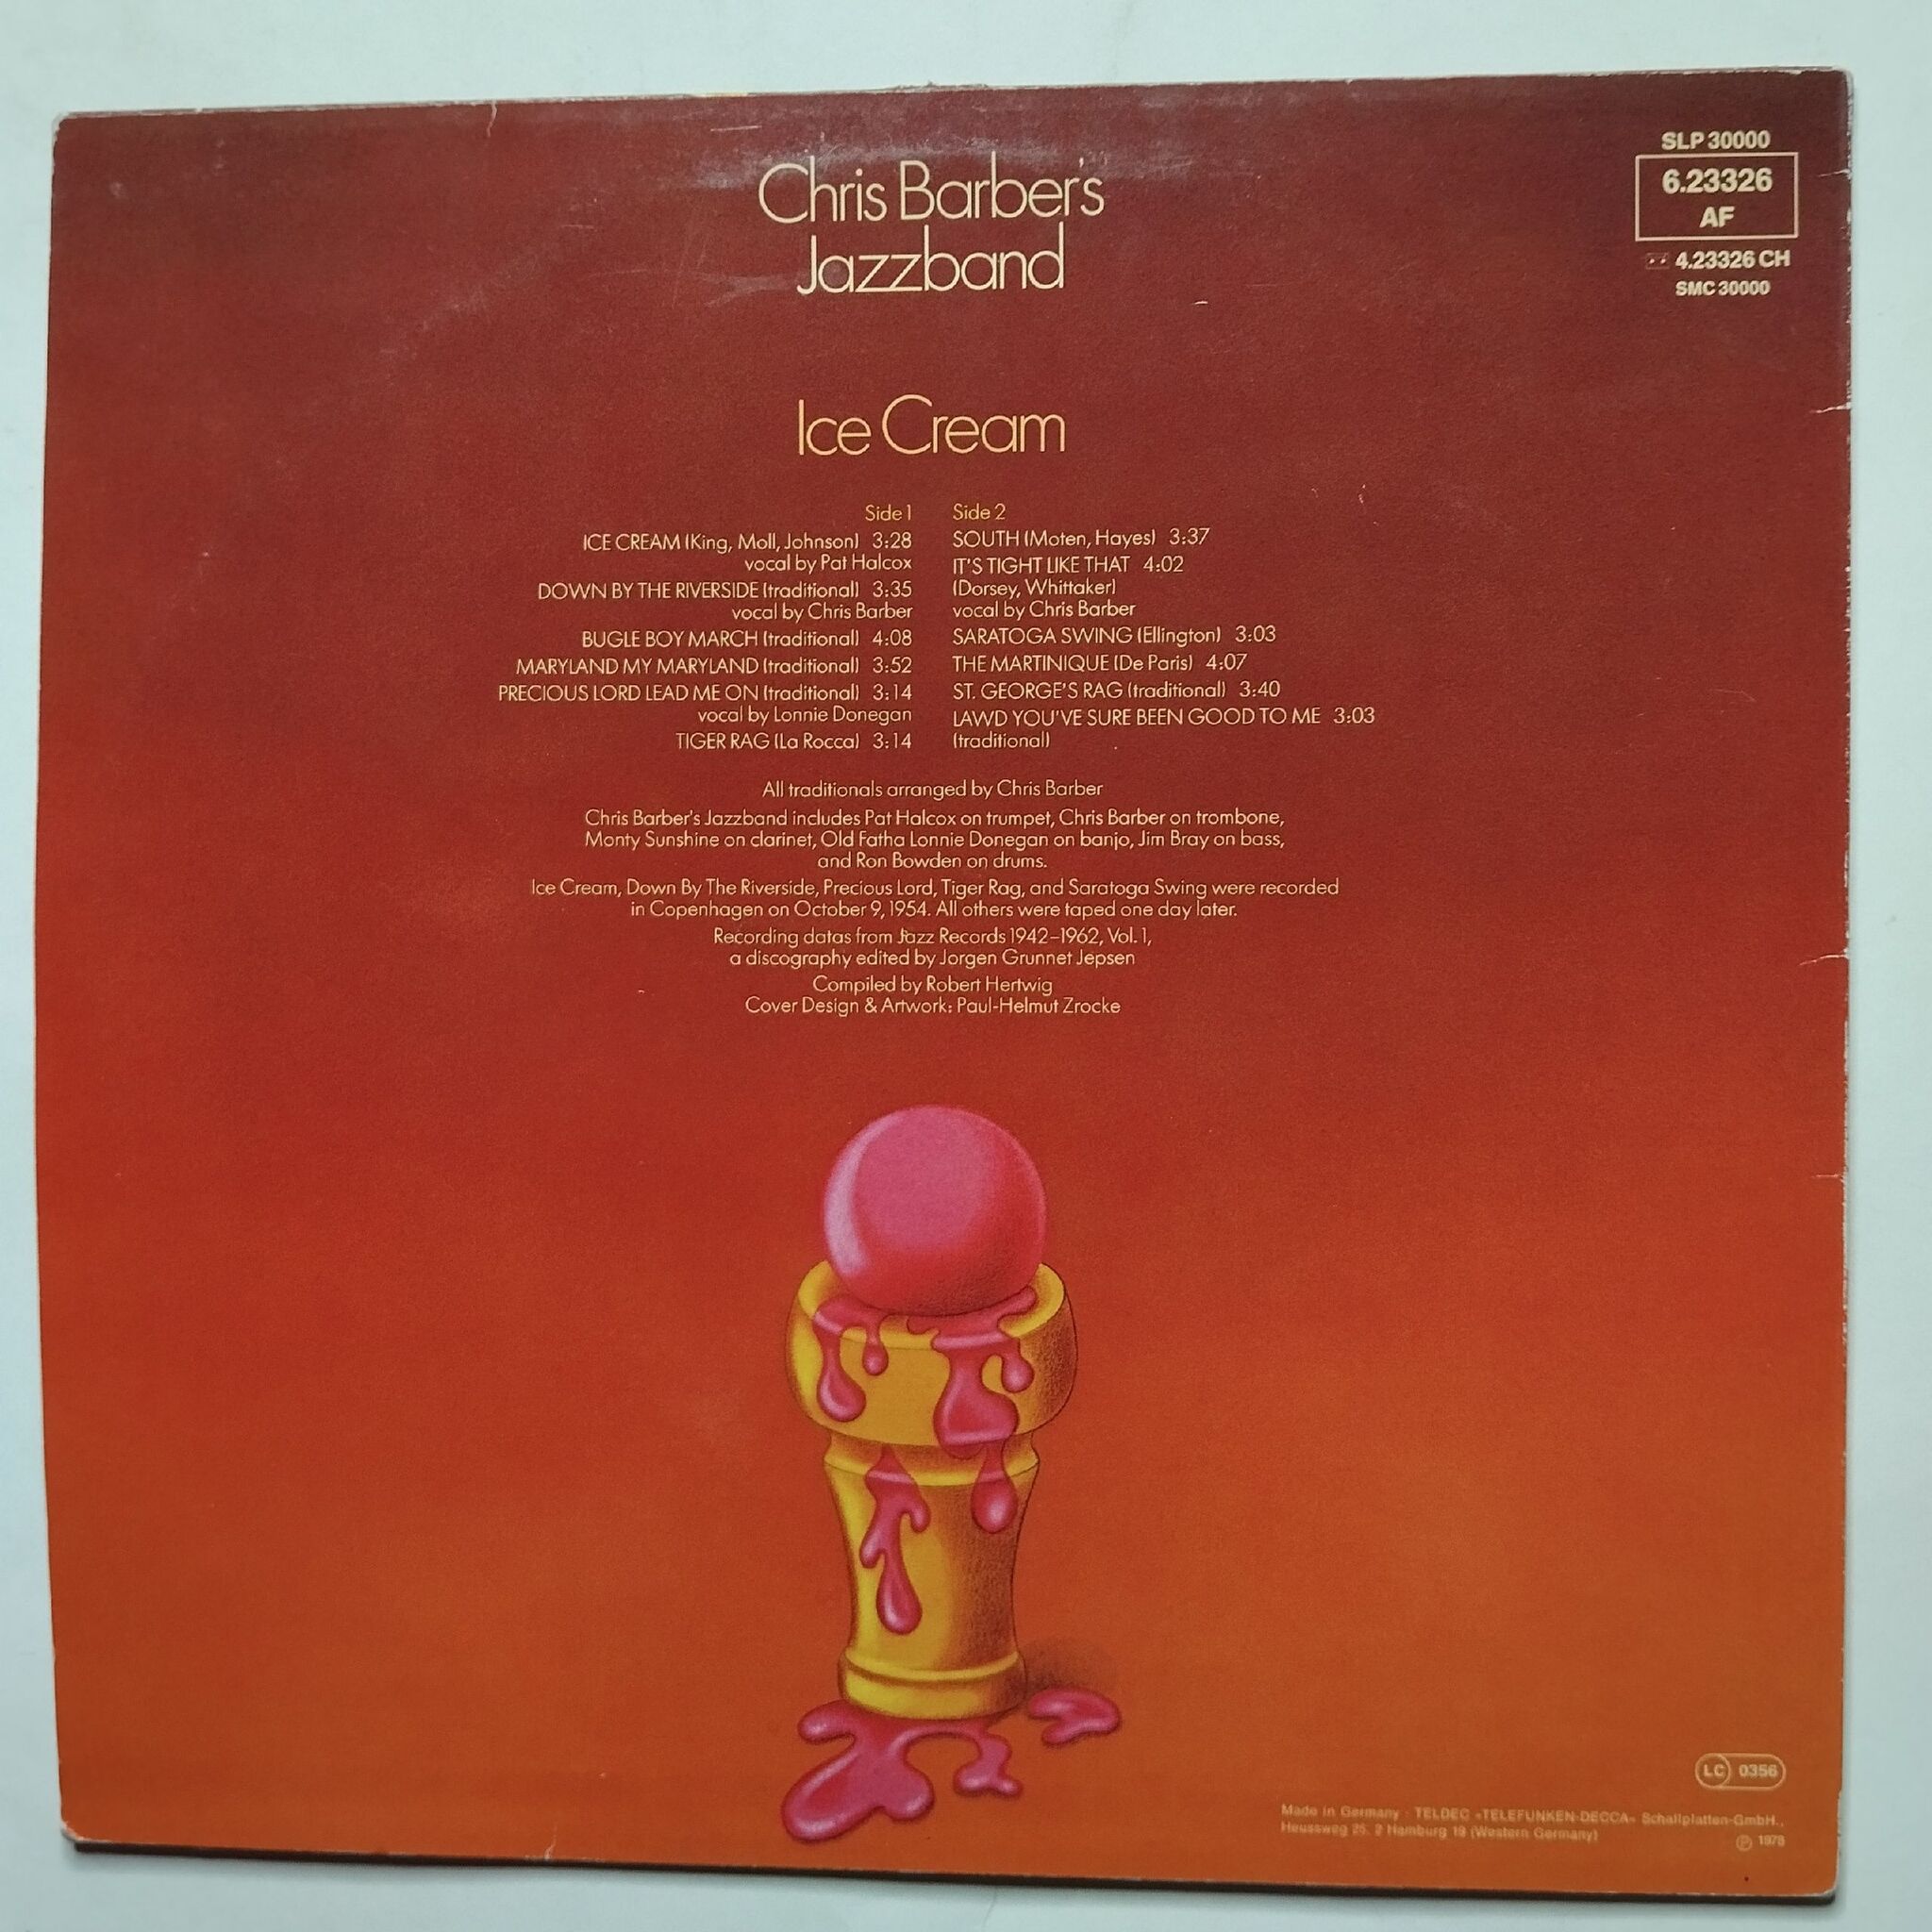 SLP 30000
6.23326
AF
4.23326 CH
SMC 30000
Chris Barber's
Jazzband
Ice Cream
Side 1
ICE CREAM (King, Moll, Johnson) 3:28
vocal by Pat Halcox
DOWN BY THE RIVERSIDE (traditional) 3:35
vocal by Chris Barber
BUGLE BOY MARCH (traditional) 4:08
MARYLAND MY MARYLAND (traditional) 3:52
PRECIOUS LORD LEAD ME ON (traditional) 3:14
vocal by Lonnie Donegan
TIGER RAG (La Rocca) 3:14
Side 2
SOUTH (Moten, Hayes) 3:37
IT'S TIGHT LIKE THAT 4:02
(Dorsey, Whittaker)
vocal by Chris Barber
SARATOGA SWING (Ellington) 3:03
THE MARTINIQUE (De Paris) 4:07
ST. GEORGE'S RAG (traditional) 3:40
LAWD YOU'VE SURE BEEN GOOD TO ME 3:03
(traditional)
All traditionals arranged by Chris Barber
Chris Barber's Jazzband includes Pat Halcox on trumpet, Chris Barber on trombone,
Monty Sunshine on clarinet, Old Fatha Lonnie Donegan on banjo, Jim Bray on bass,
and Ron Bowden on drums.
Ice Cream, Down By The Riverside, Precious Lord, Tiger Rag, and Saratoga Swing were recorded
in Copenhagen on October 9, 1954. All others were taped one day later.
Recording datas from Jazz Records 1942–1962, Vol. 1,
a discography edited by Jorgen Grunnet Jepsen
Compiled by Robert Hertwig
Cover Design & Artwork: Paul-Helmut Zrocke
LC 0356
Made in Germany · TELDEC »TELEFUNKEN-DECCA« Schallplatten-GmbH.,
Heussweg 25, 2 Hamburg 19 (Western Germany)
Ⓟ 1978